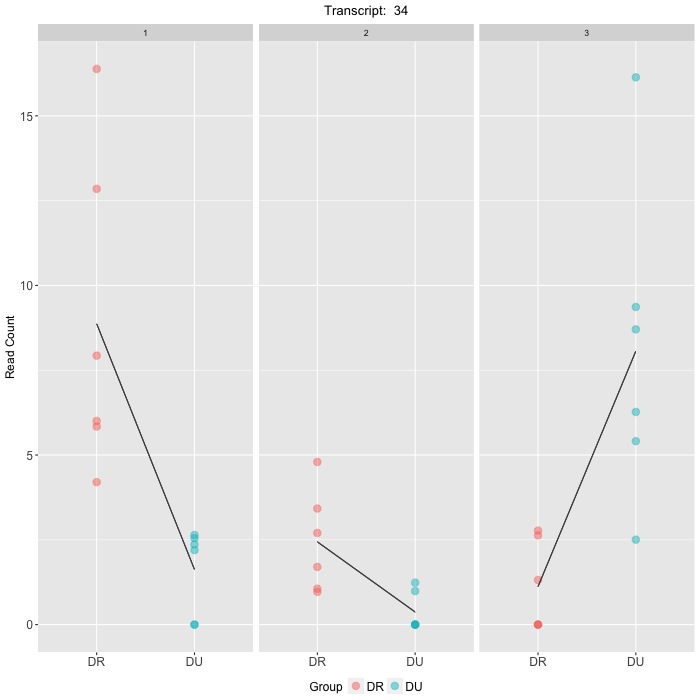 Transcript: 34
1 2 3
15
10
5
0
Read Count
DR DU DR DU DR DU
Group DR DU